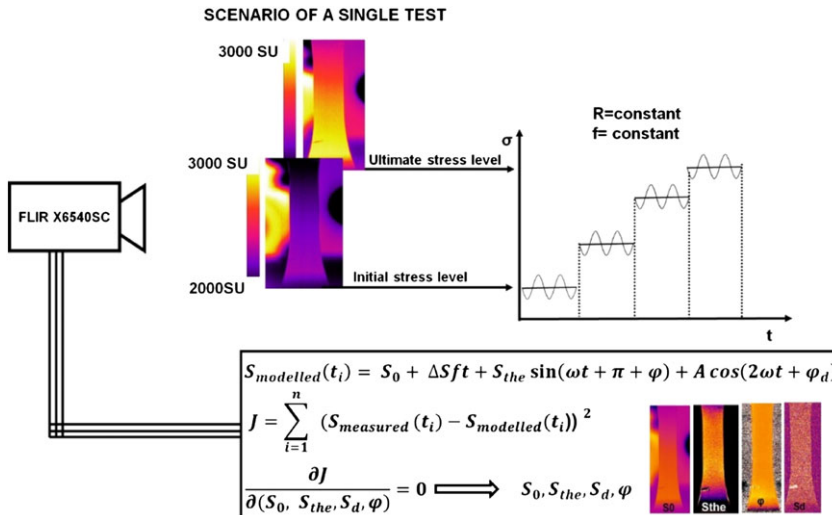 SCENARIO OF A SINGLE TEST
3000 SU
3000 SU
2000SU
FLIR X6540SC
Ultimate stress level
Initial stress level
R=constant
f= constant
σ
t
S_modelled(t_i) = S_0 + ΔSft + S_the sin(ωt + π + φ) + A cos(2ωt + φ_d)
J = ∑_{i=1}^{n} (S_measured (t_i) − S_modelled(t_i)) ^2
∂J / ∂(S_0, S_the, S_d, φ) = 0 ⟹ S_0, S_the, S_d, φ
S0
Sthe
φ
Sd